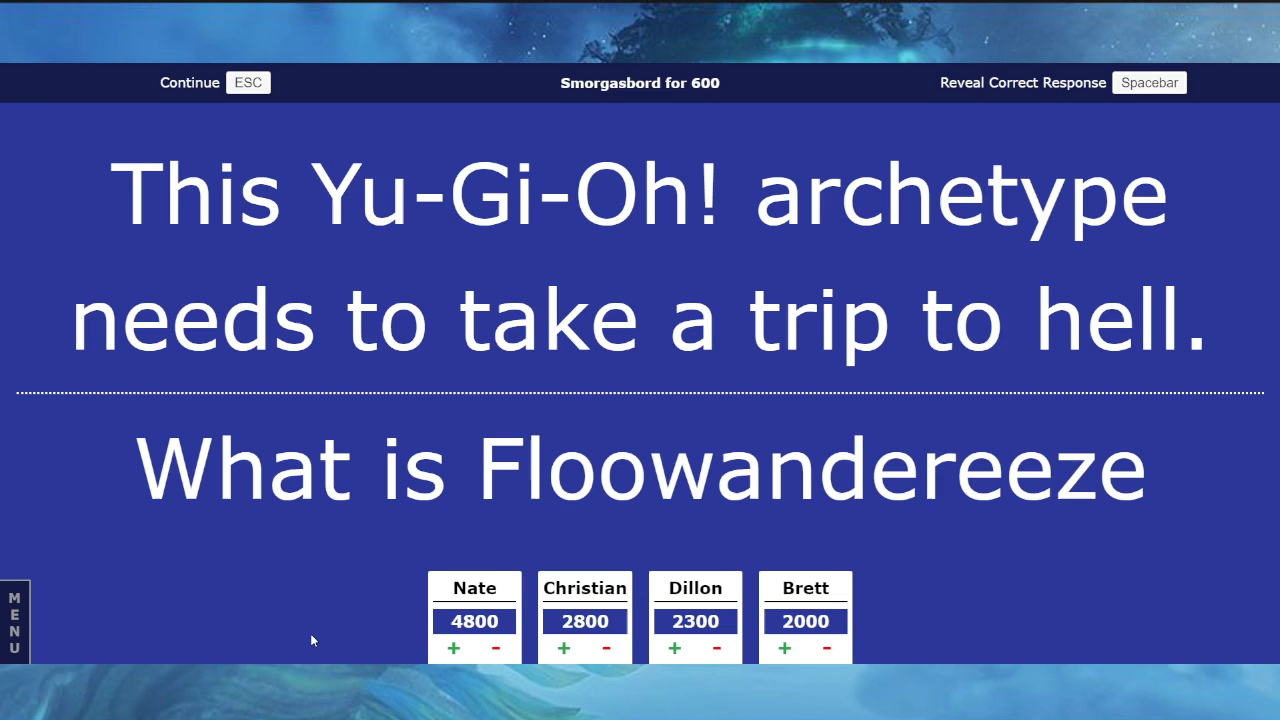 Continue ESC Smorgasbord for 600 Reveal Correct Response Spacebar
This Yu-Gi-Oh! archetype
needs to take a trip to hell.
What is Floowandereeze
MENU
Nate Christian Dillon Brett
4800 2800 2300 2000
+ - + - + - + -